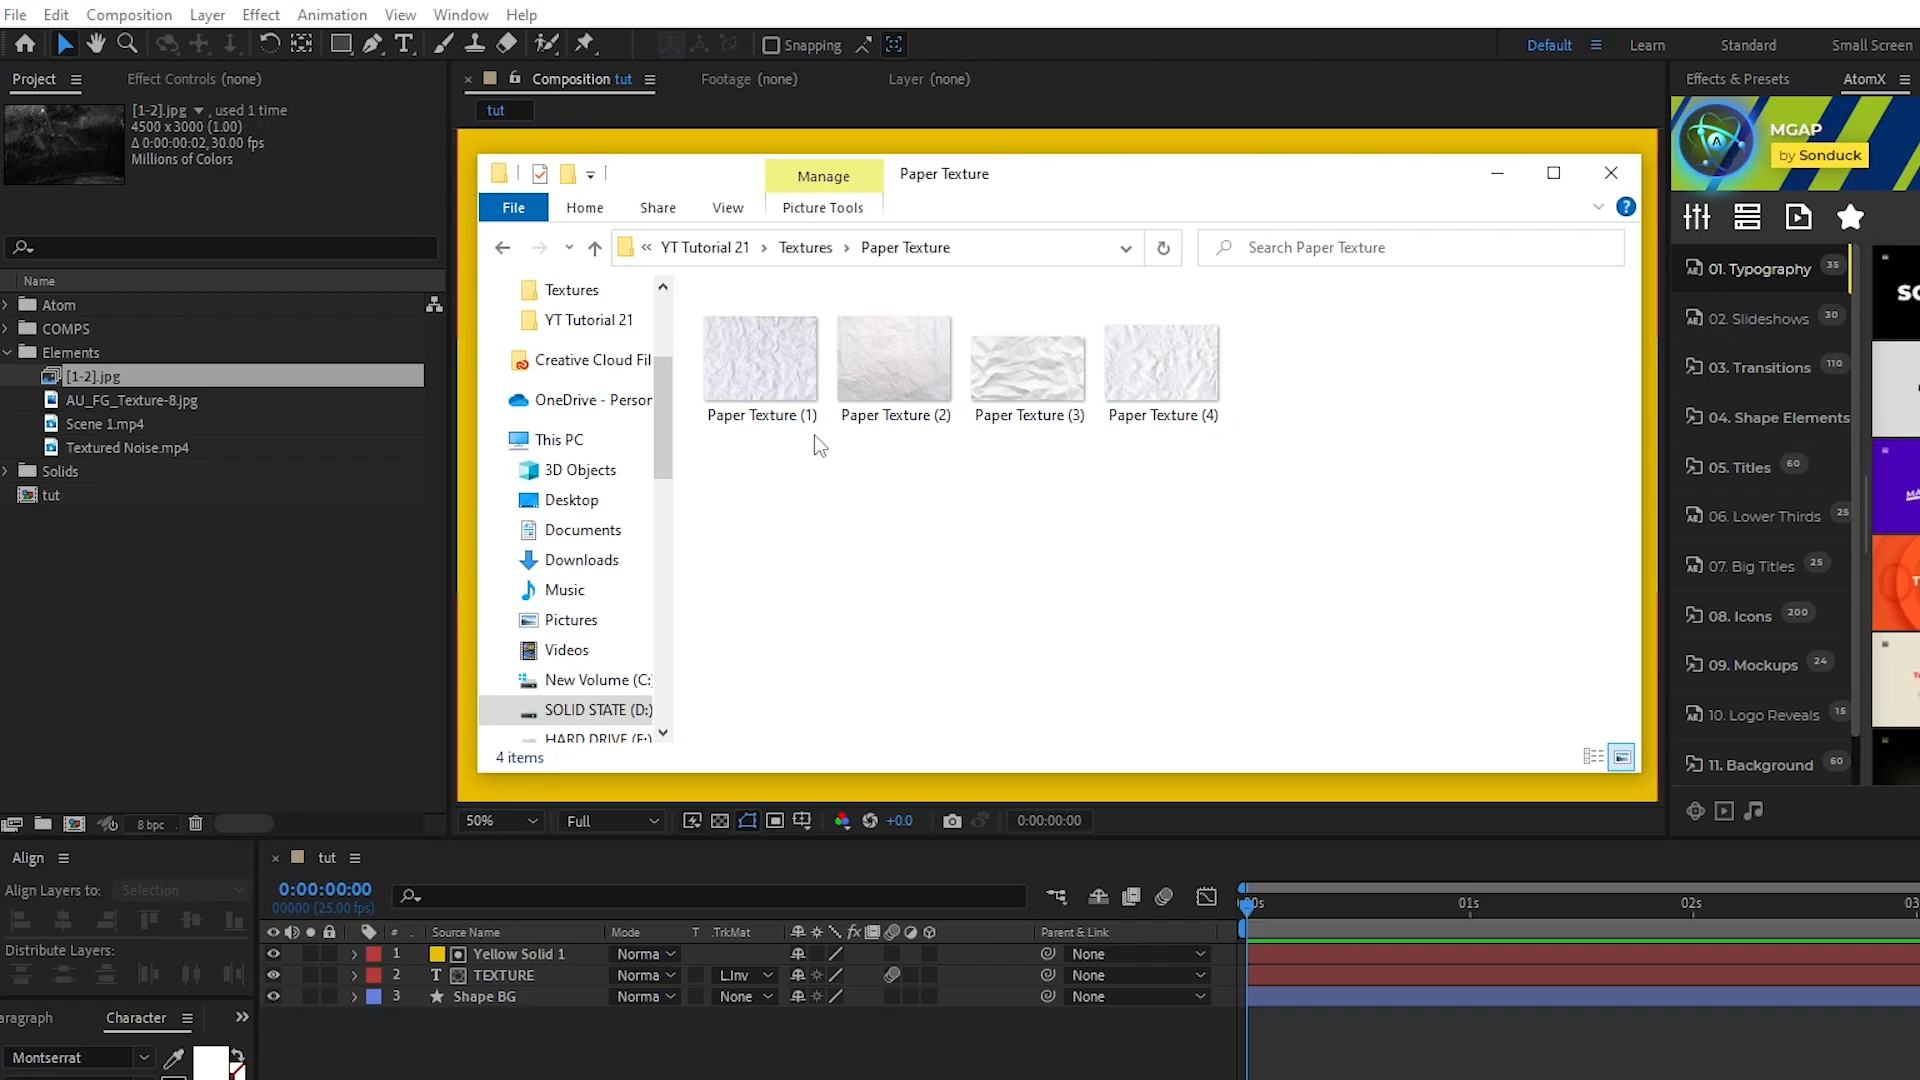 File Edit Composition Layer Effect Animation View Window Help
Snapping
Default Learn Standard Small Screen
Project Effect Controls (none)
Composition tut Footage (none) Layer (none)
Effects & Presets AtomX
tut
[1-2].jpg , used 1 time
4500 x 3000 (1.00)
Δ 0:00:00:02, 30.00 fps
Millions of Colors
MGAP
by Sonduck
Manage Paper Texture
File Home Share View Picture Tools
« YT Tutorial 21 Textures Paper Texture
Search Paper Texture
Name
Atom
COMPS
Elements
[1-2].jpg
AU_FG_Texture-8.jpg
Scene 1.mp4
Textured Noise.mp4
Solids
tut
Textures
YT Tutorial 21
Creative Cloud Fil
OneDrive - Person
This PC
3D Objects
Desktop
Documents
Downloads
Music
Pictures
Videos
New Volume (C:)
SOLID STATE (D:)
HARD DRIVE (E:)
Paper Texture (1) Paper Texture (2) Paper Texture (3) Paper Texture (4)
4 items
01. Typography 35
02. Slideshows 30
03. Transitions 110
04. Shape Elements
05. Titles 60
06. Lower Thirds 25
07. Big Titles 25
08. Icons 200
09. Mockups 24
10. Logo Reveals 15
11. Background 60
8 bpc
50% Full +0.0 0:00:00:00
Align
Align Layers to: Selection
Distribute Layers:
aragraph Character
Montserrat
tut
0:00:00:00
00000 (25.00 fps)
# Source Name Mode T .TrkMat fx Parent & Link
1 Yellow Solid 1 Norma None
2 T TEXTURE Norma L.Inv None
3 Shape BG Norma None None
00s 01s 02s 03